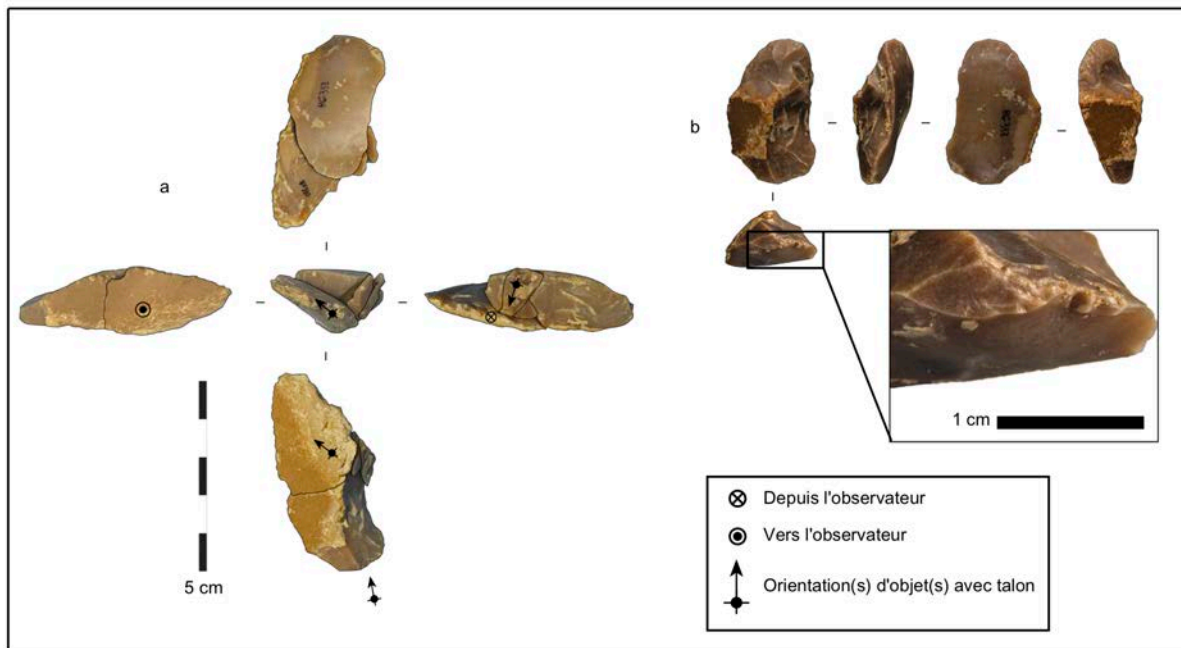 a
5 cm
b
1 cm
Depuis l'observateur
Vers l'observateur
Orientation(s) d'objet(s) avec talon